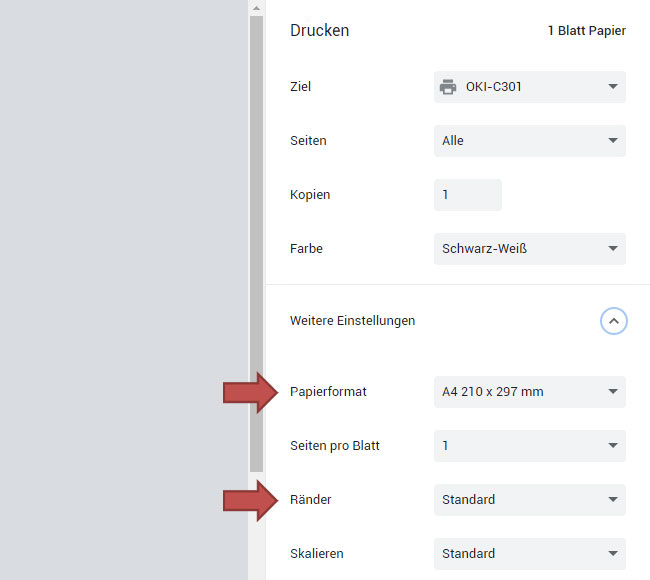 Drucken 1 Blatt Papier
Ziel OKI-C301
Seiten Alle
Kopien 1
Farbe Schwarz-Weiß
Weitere Einstellungen
Papierformat A4 210 x 297 mm
Seiten pro Blatt 1
Ränder Standard
Skalieren Standard